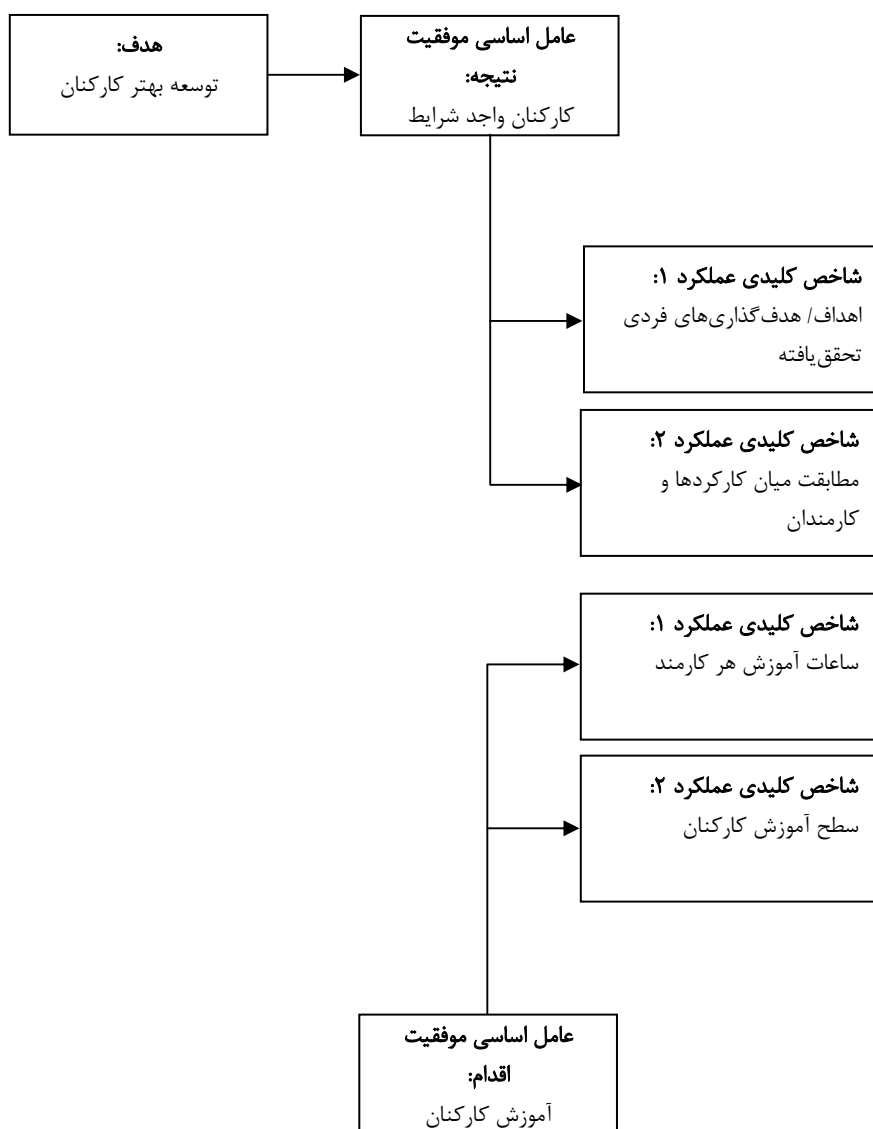 هدف:
توسعه بهتر کارکنان
عامل اساسی موفقیت
نتیجه:
کارکنان واجد شرایط
شاخص کلیدی عملکرد ۱:
اهداف/ هدف‌گذاری‌های فردی
تحقق‌یافته
شاخص کلیدی عملکرد ۲:
مطابقت میان کارکردها و
کارمندان
شاخص کلیدی عملکرد ۱:
ساعات آموزش هر کارمند
شاخص کلیدی عملکرد ۲:
سطح آموزش کارکنان
عامل اساسی موفقیت
اقدام:
آموزش کارکنان